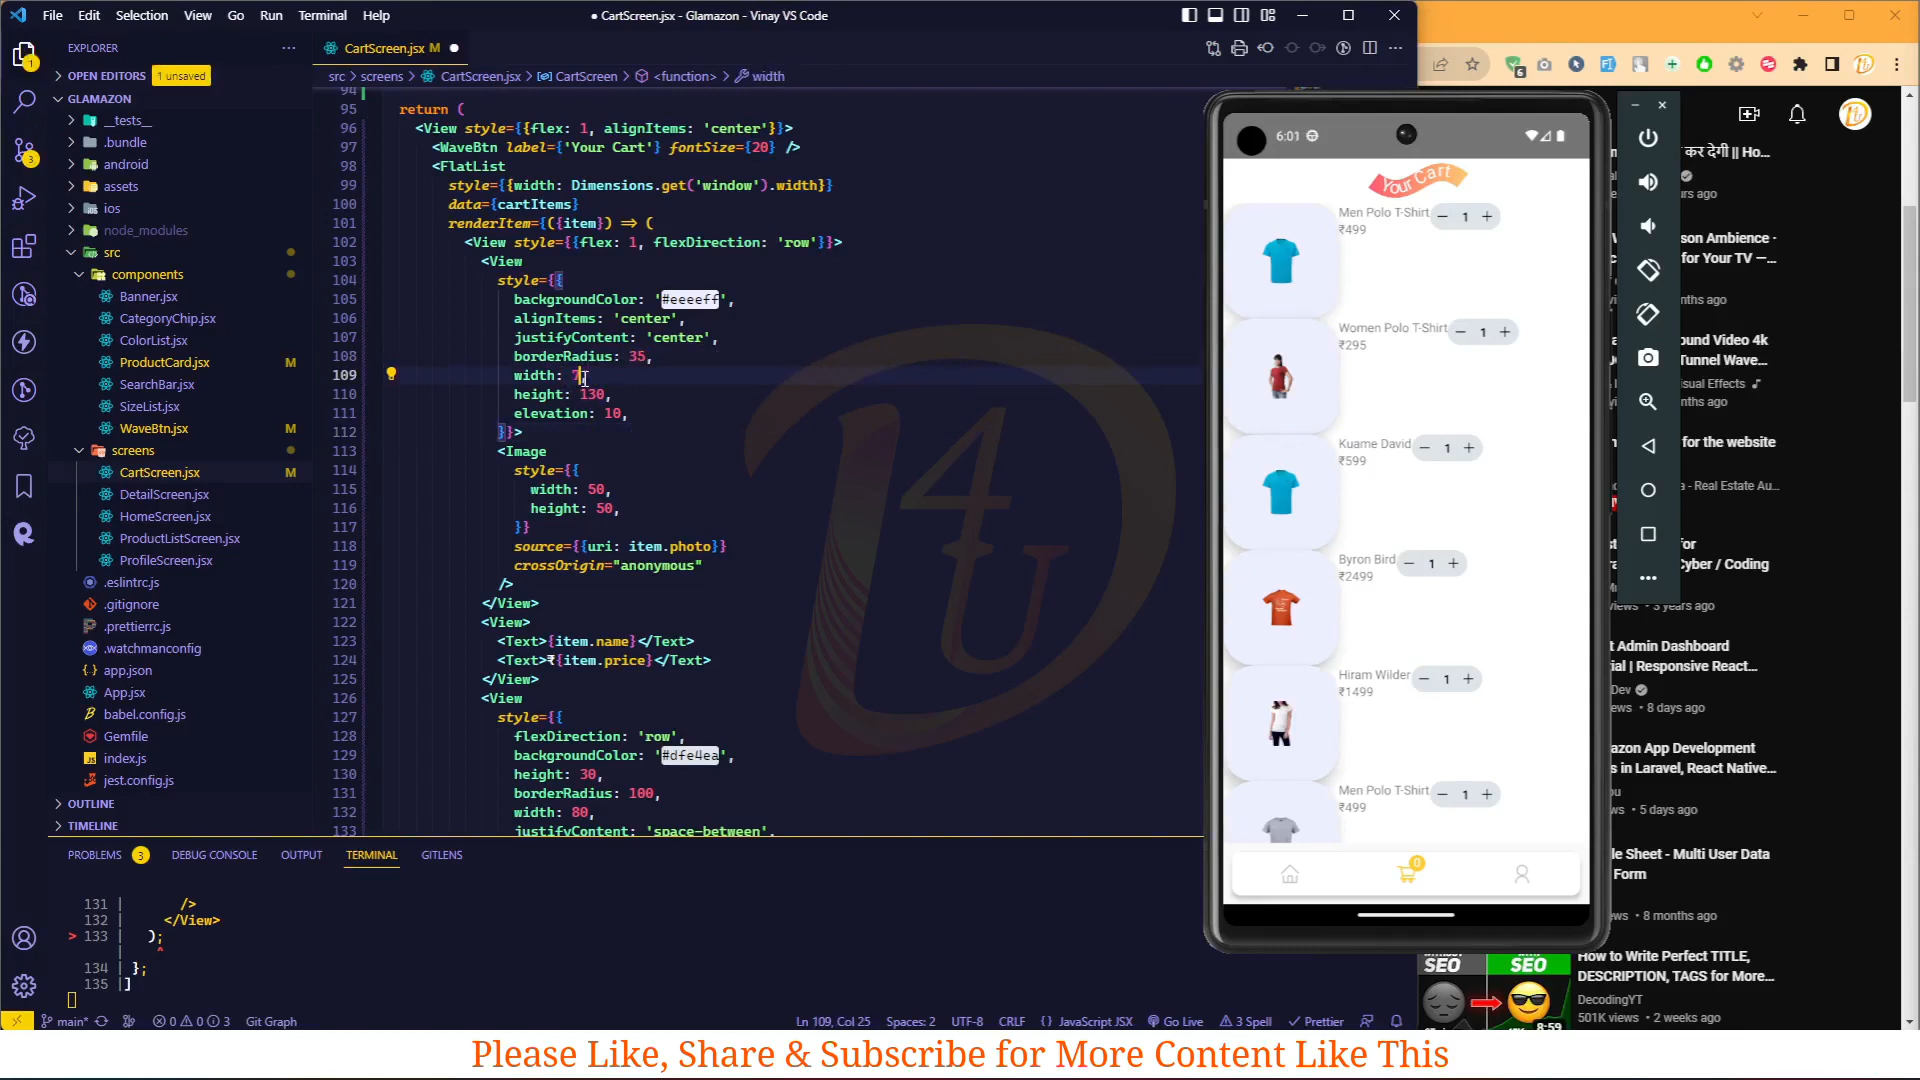 File Edit Selection View Go Run Terminal Help
● CartScreen.jsx - Glamazon - Vinay VS Code
EXPLORER
OPEN EDITORS 1 unsaved
GLAMAZON
__tests__
.bundle
android
assets
ios
node_modules
src
components
Banner.jsx
CategoryChip.jsx
ColorList.jsx
ProductCard.jsx M
SearchBar.jsx
SizeList.jsx
WaveBtn.jsx M
screens
CartScreen.jsx M
DetailScreen.jsx
HomeScreen.jsx
ProductListScreen.jsx
ProfileScreen.jsx
.eslintrc.js
.gitignore
.prettierrc.js
.watchmanconfig
app.json
App.jsx
babel.config.js
Gemfile
index.js
jest.config.js
OUTLINE
TIMELINE
1
3
CartScreen.jsx M
src > screens > CartScreen.jsx > CartScreen > <function> > width
94
95 return (
96 <View style={{flex: 1, alignItems: 'center'}}>
97 <WaveBtn label={'Your Cart'} fontSize={20} />
98 <FlatList
99 style={{width: Dimensions.get('window').width}}
100 data={cartItems}
101 renderItem={({item}) => (
102 <View style={{flex: 1, flexDirection: 'row'}}>
103 <View
104 style={{
105 backgroundColor: '#eeeeff',
106 alignItems: 'center',
107 justifyContent: 'center',
108 borderRadius: 35,
109 width: 7,
110 height: 130,
111 elevation: 10,
112 }}>
113 <Image
114 style={{
115 width: 50,
116 height: 50,
117 }}
118 source={{uri: item.photo}}
119 crossOrigin="anonymous"
120 />
121 </View>
122 <View>
123 <Text>{item.name}</Text>
124 <Text>₹{item.price}</Text>
125 </View>
126 <View
127 style={{
128 flexDirection: 'row',
129 backgroundColor: '#dfe4ea',
130 height: 30,
131 borderRadius: 100,
132 width: 80,
133 justifyContent: 'space-between',
PROBLEMS 3 DEBUG CONSOLE OUTPUT TERMINAL GITLENS
131 | />
132 | </View>
> 133 | );
| ^
134 | };
135 |]
main* 0 0 3 Git Graph
Ln 109, Col 25 Spaces: 2 UTF-8 CRLF {} JavaScript JSX Go Live 3 Spell Prettier
6:01
Your Cart
Men Polo T-Shirt − 1 +
₹499
Women Polo T-Shirt − 1 +
₹295
Kuame David − 1 +
₹599
Byron Bird − 1 +
₹2499
Hiram Wilder − 1 +
₹1499
Men Polo T-Shirt − 1 +
₹499
0
D
4
U
6
कर देगी || Ho...
urs ago
son Ambience -
for Your TV —...
nths ago
ound Video 4k
Tunnel Wave...
sual Effects
ths ago
for the website
a - Real Estate Au...
for
Cyber / Coding
iews • 3 years ago
t Admin Dashboard
rial | Responsive React...
Dev
ews • 8 days ago
azon App Development
s in Laravel, React Native...
ou
s • 5 days ago
le Sheet - Multi User Data
Form
ws • 8 months ago
SEO SEO
8:59
How to Write Perfect TITLE,
DESCRIPTION, TAGS for More...
DecodingYT
501K views • 2 weeks ago
Please Like, Share & Subscribe for More Content Like This